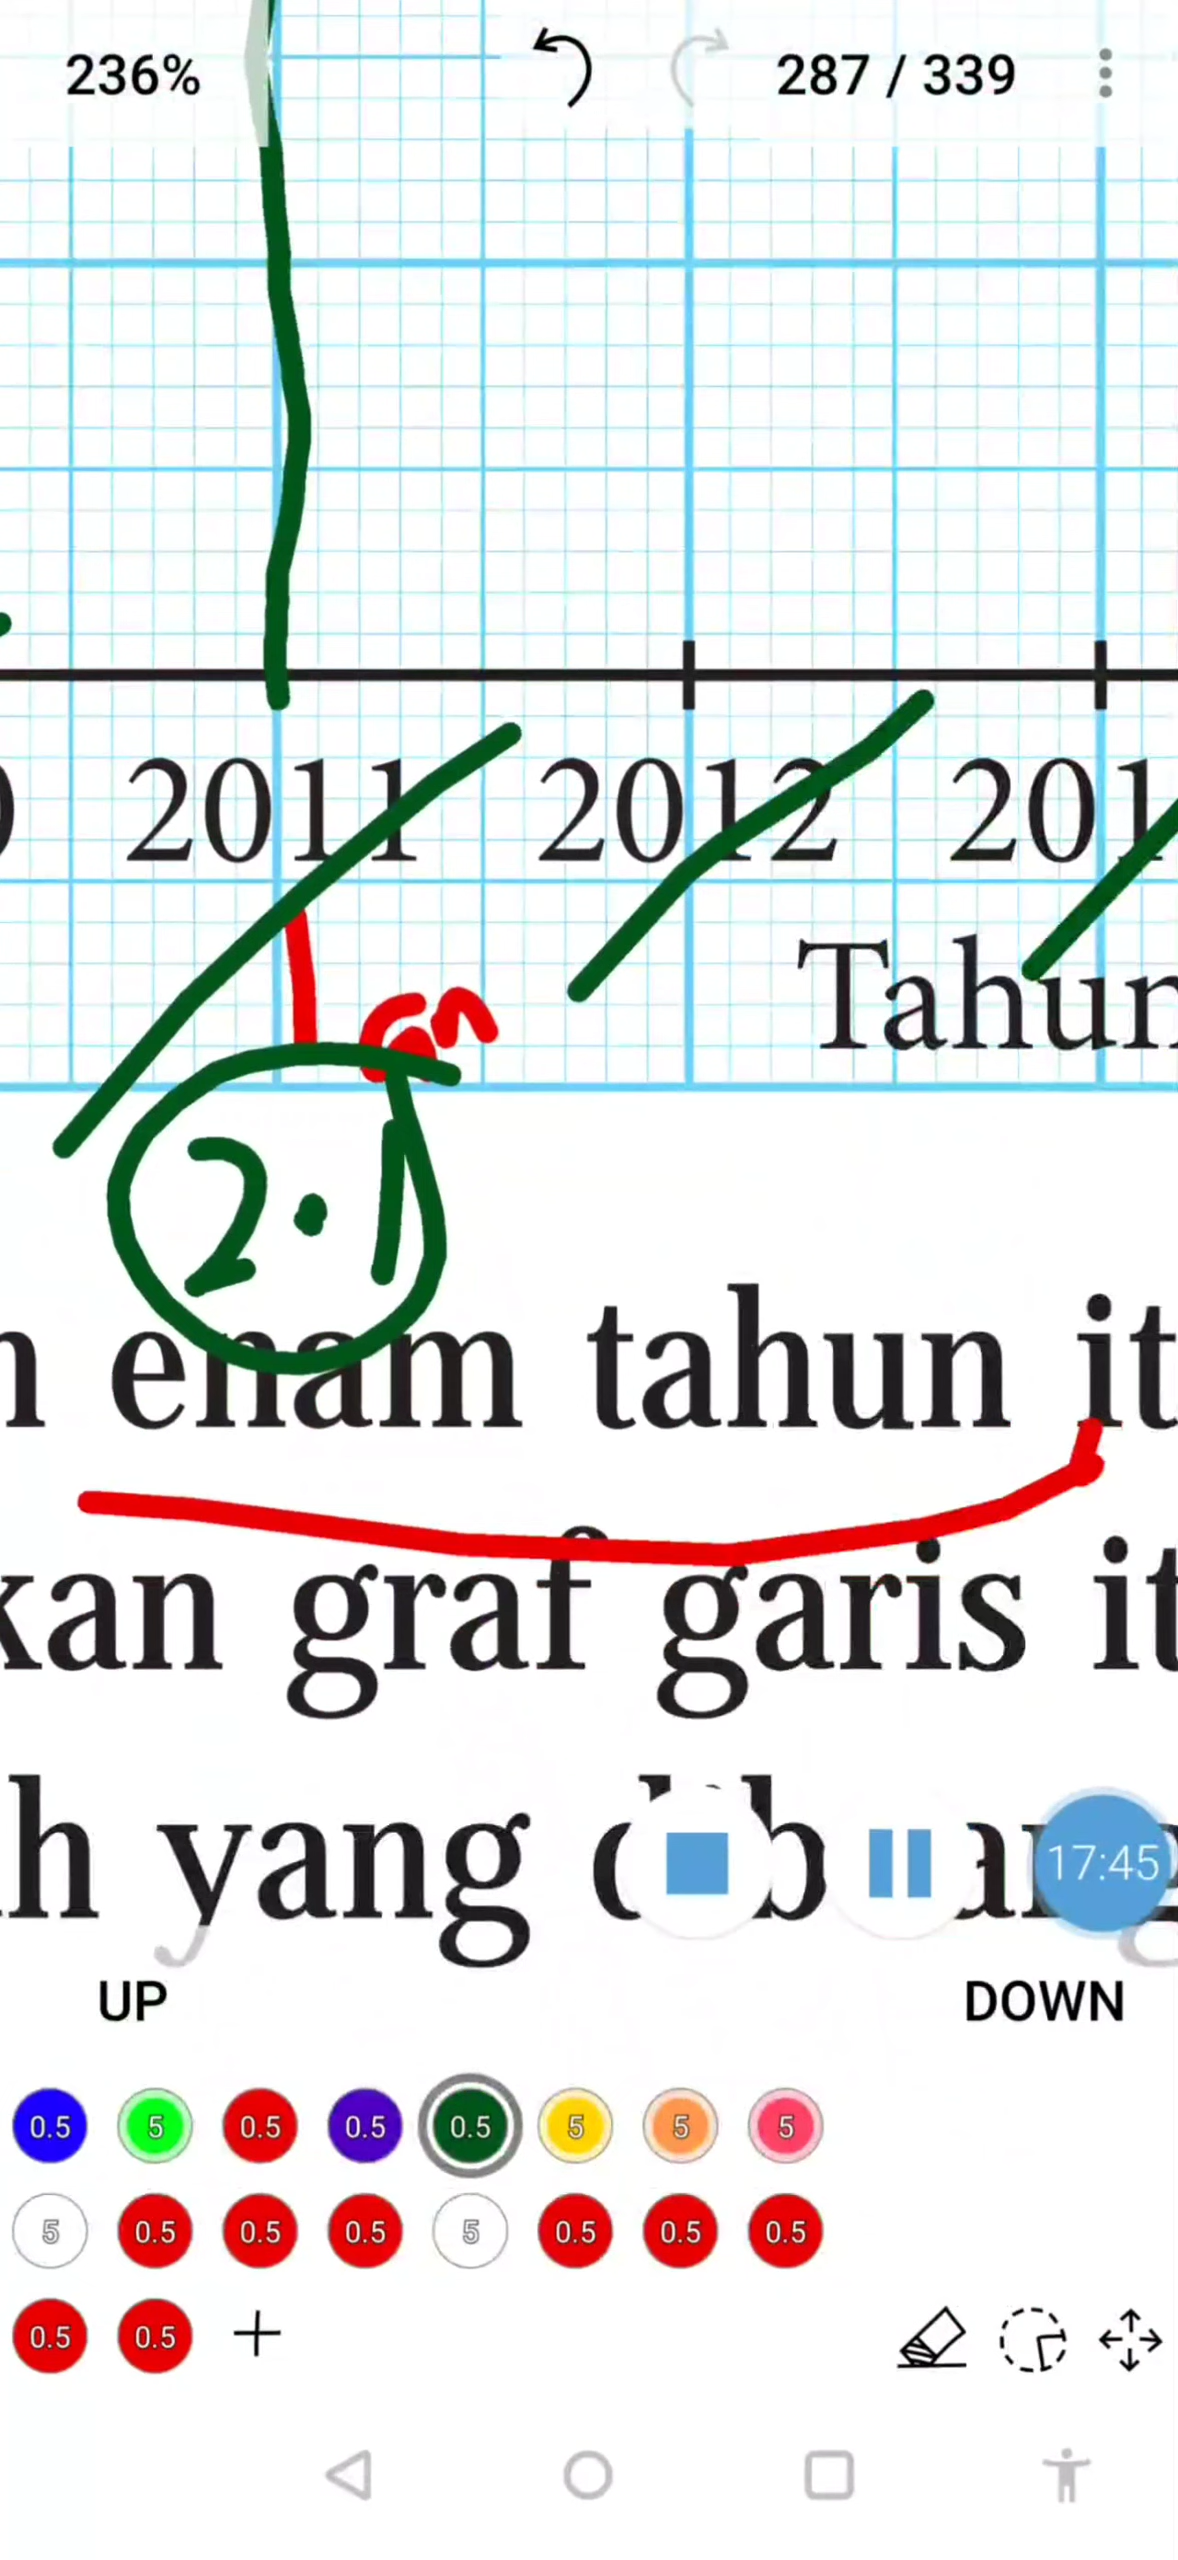 236% 287 / 339
2011 2012 201
Tahun
2.1
enam tahun it
kan graf garis it
h yang
17:45
UP DOWN
0.5 5 0.5 0.5 0.5 5 5 5
5 0.5 0.5 0.5 5 0.5 0.5 0.5
0.5 0.5 +